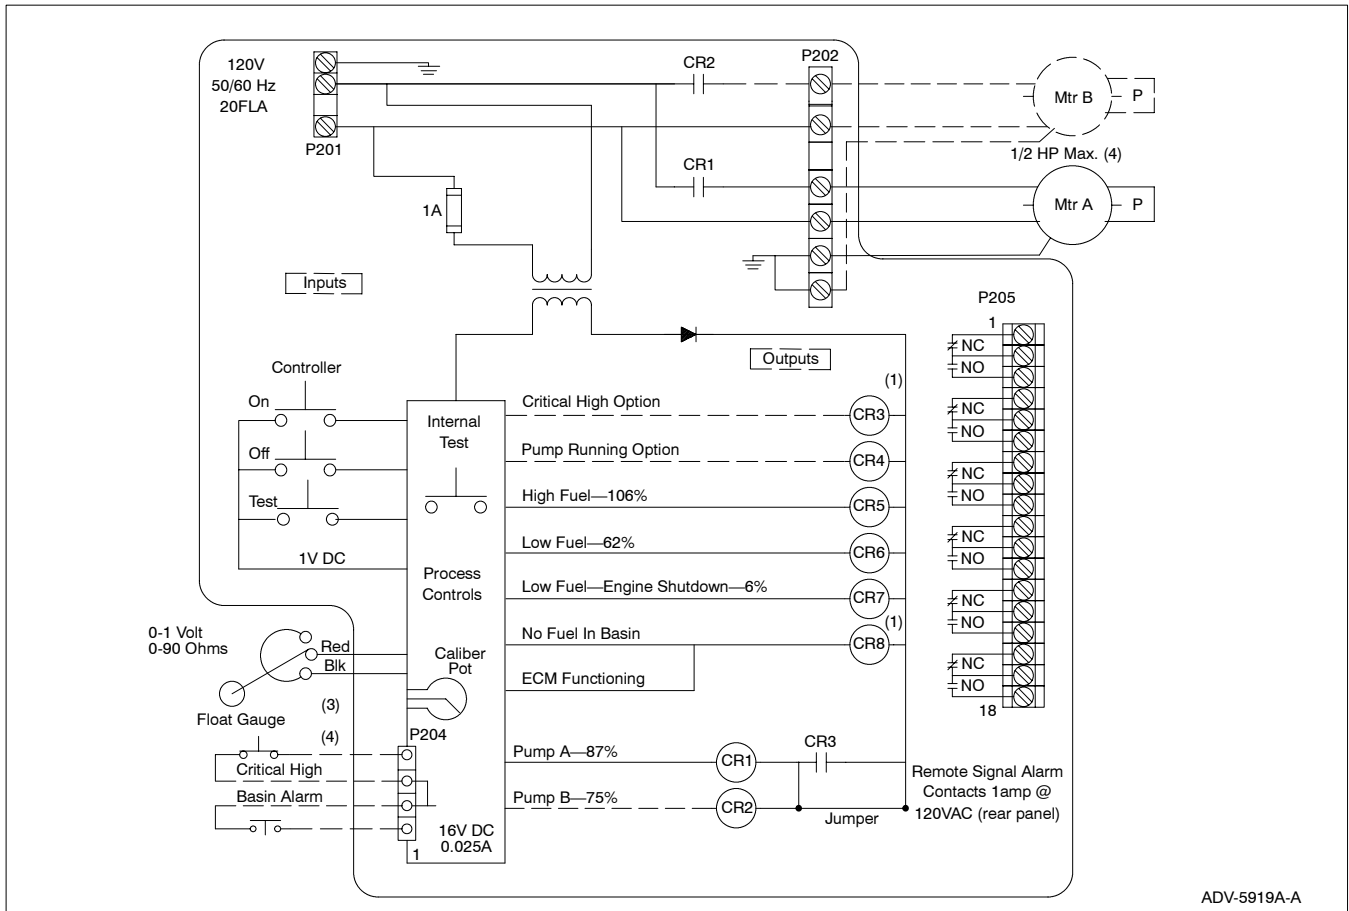 120V
50/60 Hz
20FLA
P201
CR2
P202
Mtr B
P
1/2 HP Max. (4)
CR1
Mtr A
P
1A
Inputs
P205
1
NC
NO
NC
NO
NC
NO
NC
NO
NC
NO
NC
NO
18
Outputs
Controller
On
Off
Test
1V DC
Internal
Test
Process
Controls
Caliber
Pot
(1)
Critical High Option
CR3
Pump Running Option
CR4
High Fuel—106%
CR5
Low Fuel—62%
CR6
Low Fuel—Engine Shutdown—6%
CR7
(1)
No Fuel In Basin
CR8
ECM Functioning
0-1 Volt
0-90 Ohms
Red
Blk
Float Gauge
(3)
(4)
P204
Critical High
Basin Alarm
16V DC
0.025A
1
Pump A—87%
CR1
CR3
Pump B—75%
CR2
Jumper
Remote Signal Alarm
Contacts 1amp @
120VAC (rear panel)
ADV-5919A-A